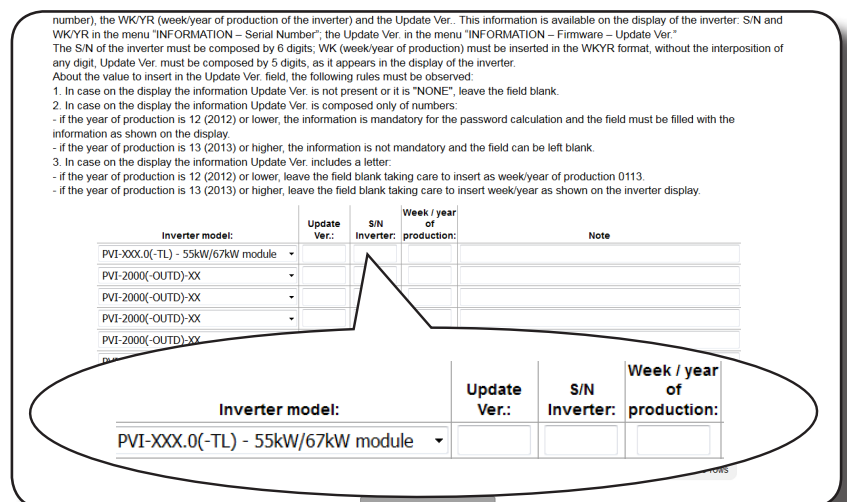 number), the WK/YR (week/year of production of the inverter) and the Update Ver.. This information is available on the display of the inverter: S/N and
WK/YR in the menu "INFORMATION – Serial Number"; the Update Ver. in the menu "INFORMATION – Firmware – Update Ver."
The S/N of the inverter must be composed by 6 digits; WK (week/year of production) must be inserted in the WKYR format, without the interposition of
any digit, Update Ver. must be composed by 5 digits, as it appears in the display of the inverter.
About the value to insert in the Update Ver. field, the following rules must be observed:
1. In case on the display the information Update Ver. is not present or it is "NONE", leave the field blank.
2. In case on the display the information Update Ver. is composed only of numbers:
- if the year of production is 12 (2012) or lower, the information is mandatory for the password calculation and the field must be filled with the
information as shown on the display.
- if the year of production is 13 (2013) or higher, the information is not mandatory and the field can be left blank.
3. In case on the display the information Update Ver. includes a letter:
- if the year of production is 12 (2012) or lower, leave the field blank taking care to insert as week/year of production 0113.
- if the year of production is 13 (2013) or higher, leave the field blank taking care to insert week/year as shown on the inverter display.
Inverter model: Update Ver.: S/N Inverter: Week / year of production: Note
PVI-XXX.0(-TL) - 55kW/67kW module
PVI-2000(-OUTD)-XX
PVI-2000(-OUTD)-XX
PVI-2000(-OUTD)-XX
PVI-2000(-OUTD)-XX
Inverter model: Update Ver.: S/N Inverter: Week / year of production:
PVI-XXX.0(-TL) - 55kW/67kW module